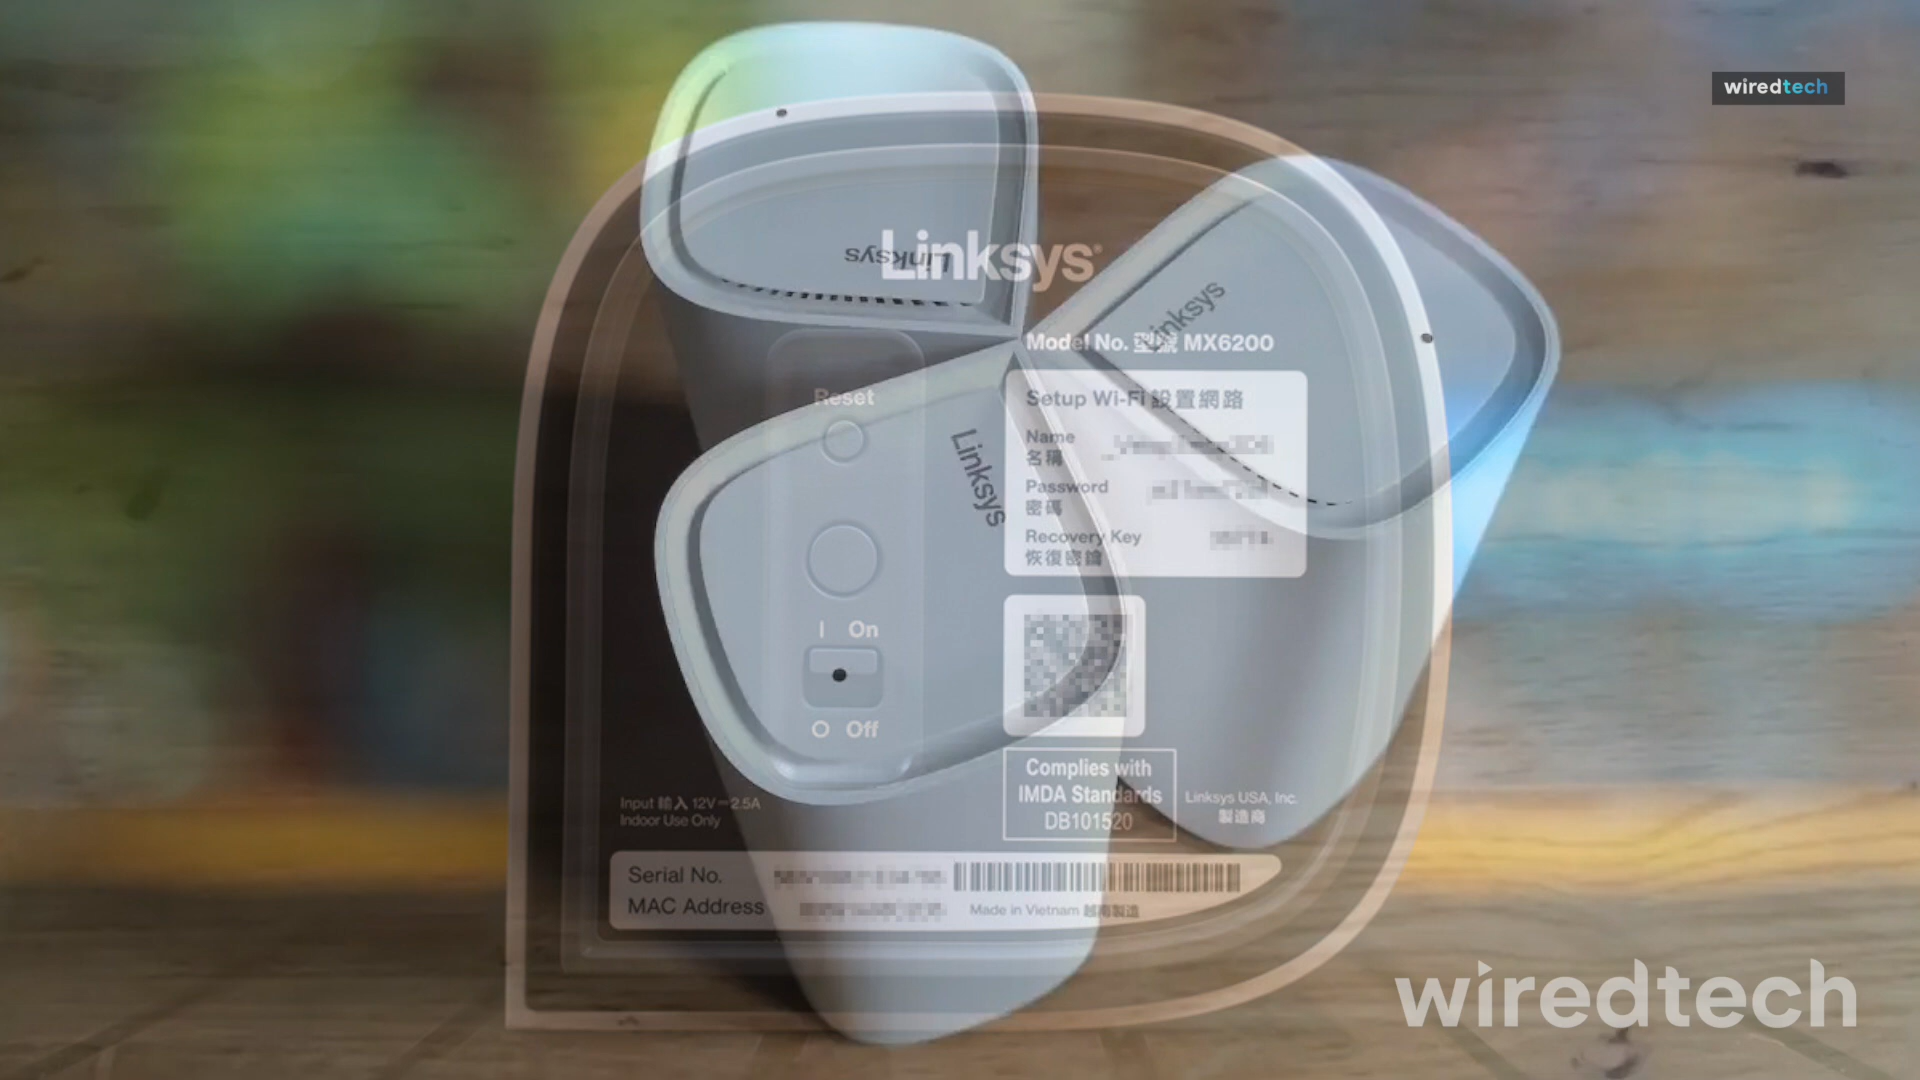 wiredtech
Linksys
Linksys
Linksys
Model No. 型號 MX6200
Linksys
Reset
Setup Wi-Fi 設置網路
Name
名稱
Password
密碼
Recovery Key
恢復密鑰
I On
O Off
Complies with
IMDA Standards
DB101520
Linksys USA, Inc.
製造商
Input 輸入 12V⎓2.5A
Indoor Use Only
Serial No.
MAC Address
Made in Vietnam 越南製造
wiredtech